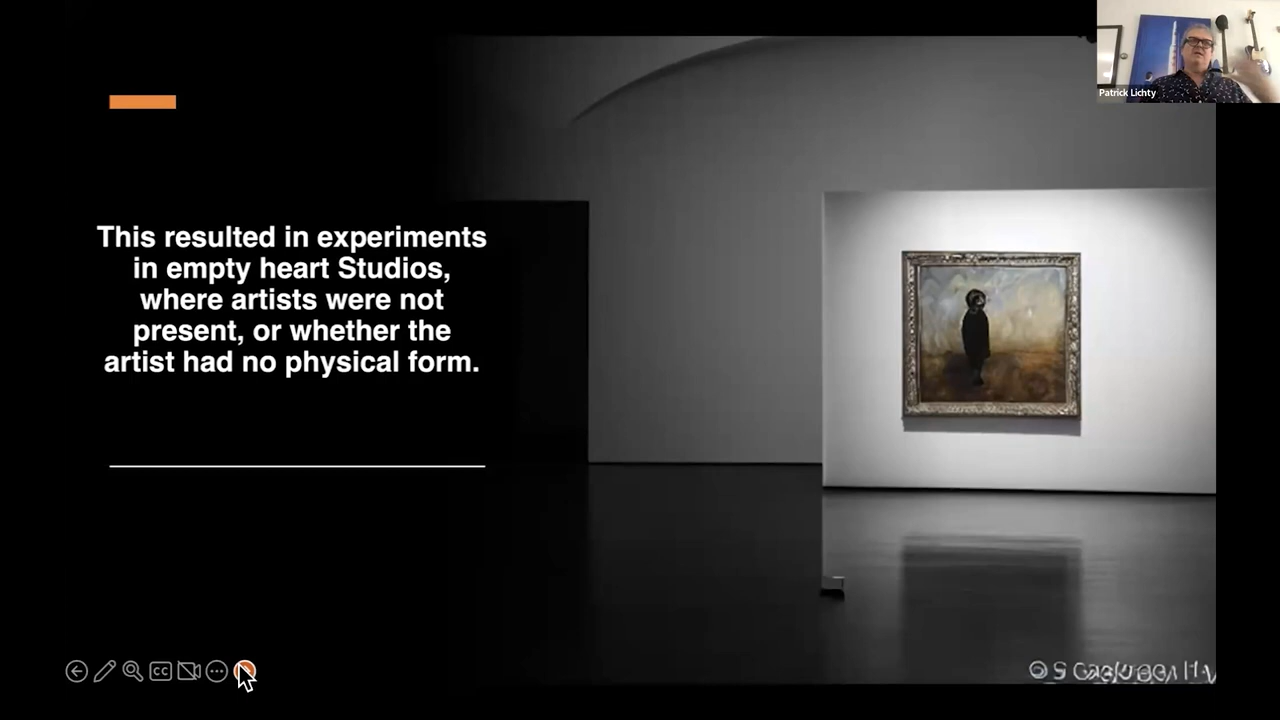 Patrick Lichty
This resulted in experiments
in empty heart Studios,
where artists were not
present, or whether the
artist had no physical form.
CC